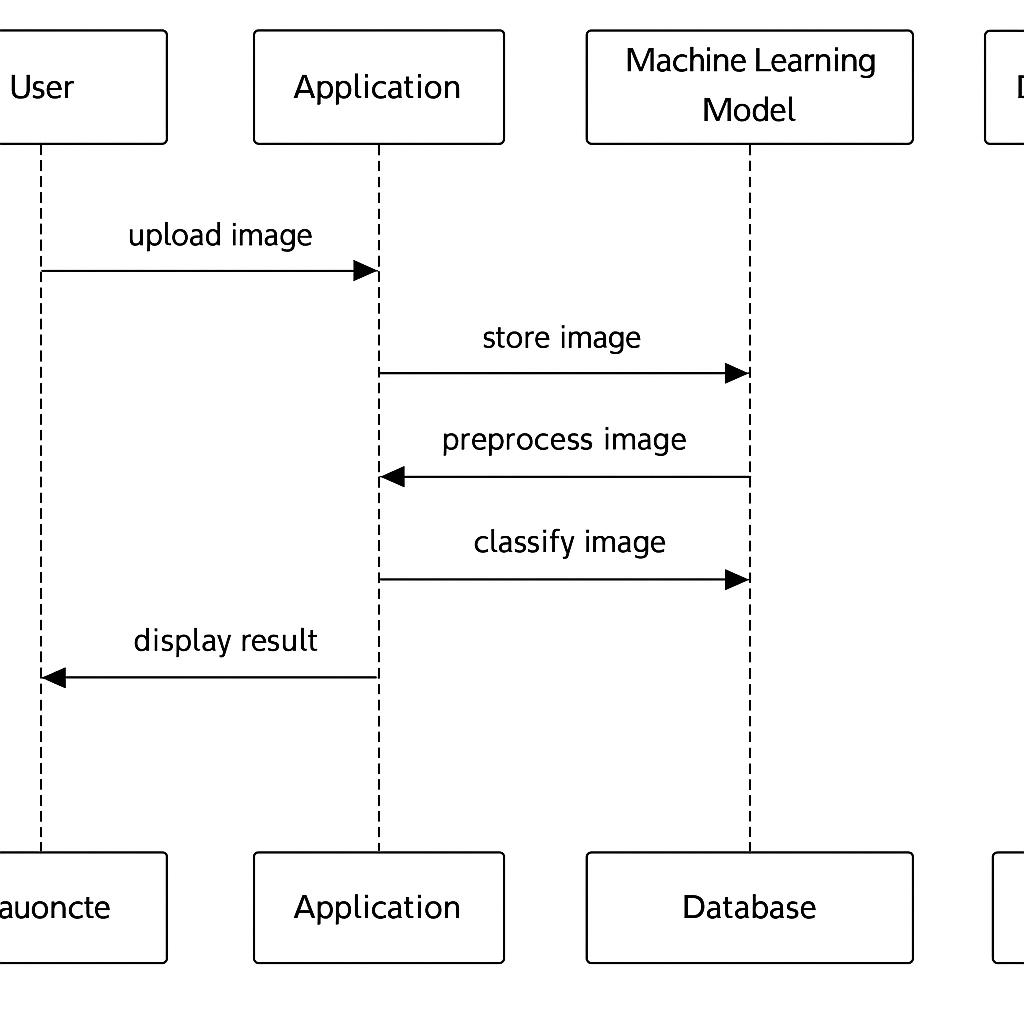 User
Application
Machine Learning
Model
upload image
store image
preprocess image
classify image
display result
auoncte
Application
Database